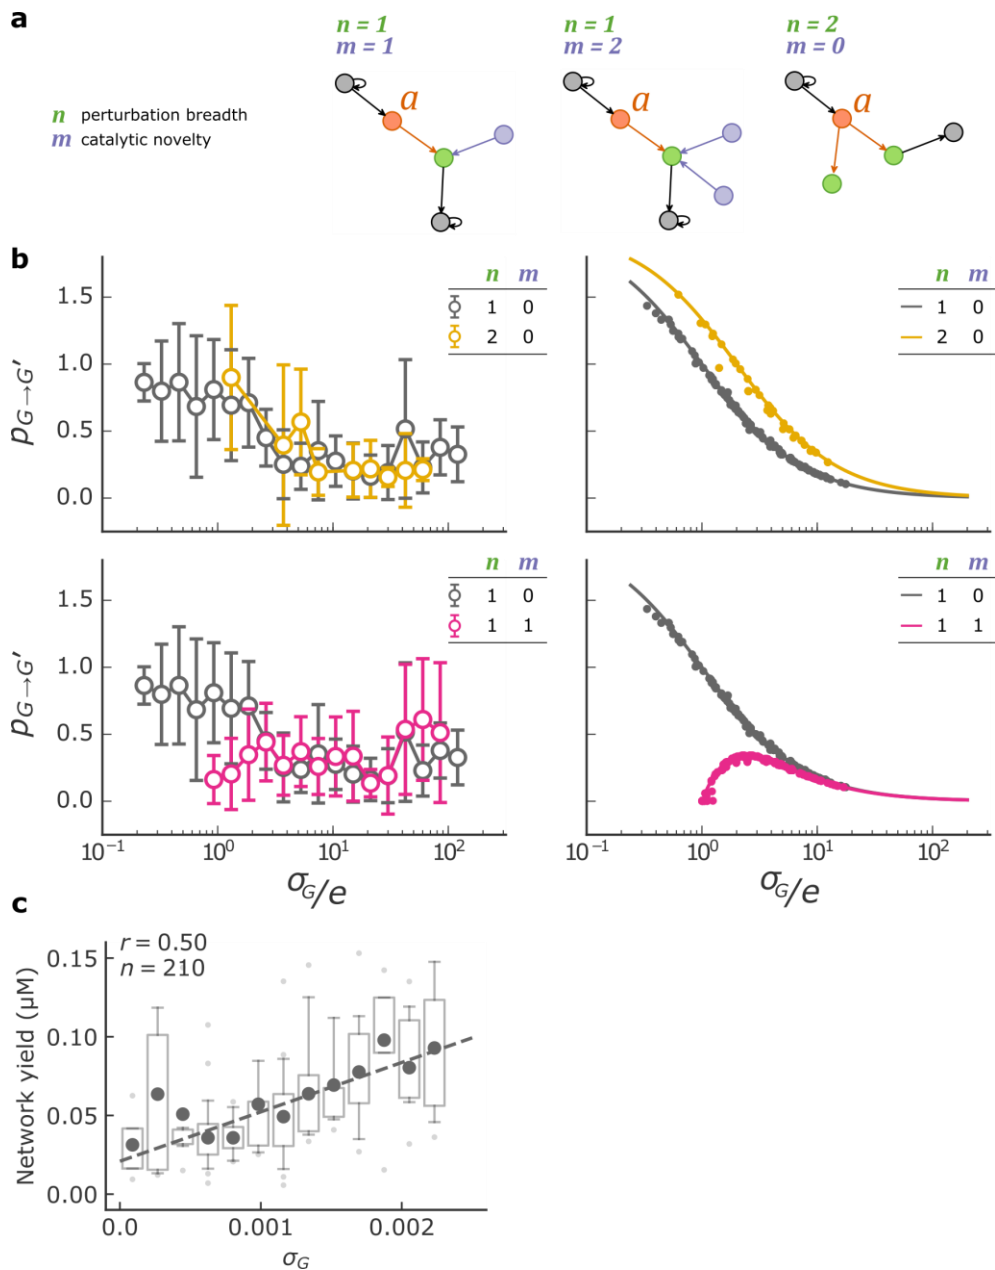 a
n = 1
m = 1
n = 1
m = 2
n = 2
m = 0
n perturbation breadth
m catalytic novelty
a
a
a
b
p G→G′
1.5
1.0
0.5
0.0
n m
1 0
2 0
n m
1 0
2 0
p G→G′
1.5
1.0
0.5
0.0
n m
1 0
1 1
n m
1 0
1 1
10⁻¹ 10⁰ 10¹ 10²
σG/e
10⁻¹ 10⁰ 10¹ 10²
σG/e
c
Network yield (μM)
0.15
0.10
0.05
0.00
r = 0.50
n = 210
0.0 0.001 0.002
σG